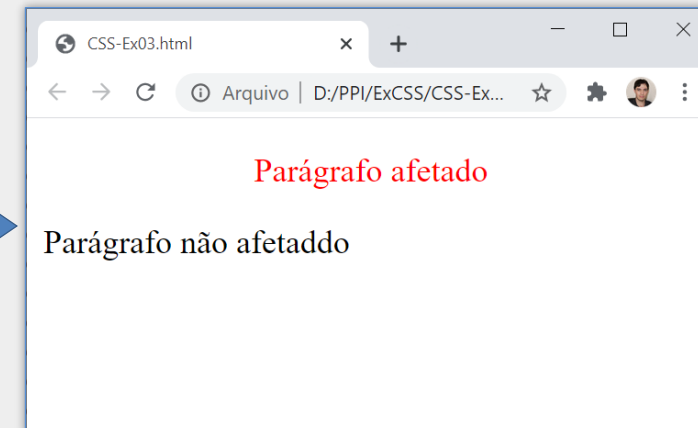 CSS-Ex03.html
Arquivo | D:/PPI/ExCSS/CSS-Ex...
Parágrafo afetado
Parágrafo não afetaddo